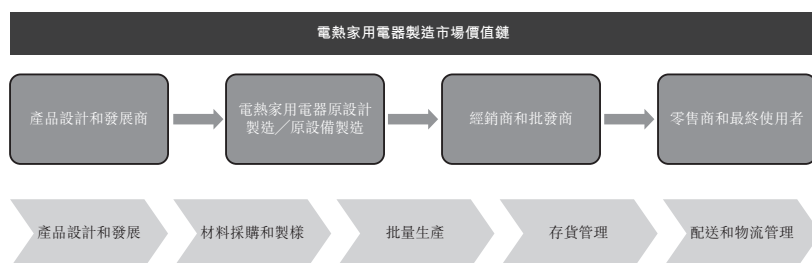 電熱家用電器製造市場價值鏈
產品設計和發展商
電熱家用電器原設計
製造／原設備製造
經銷商和批發商
零售商和最終使用者
產品設計和發展
材料採購和製樣
批量生產
存貨管理
配送和物流管理